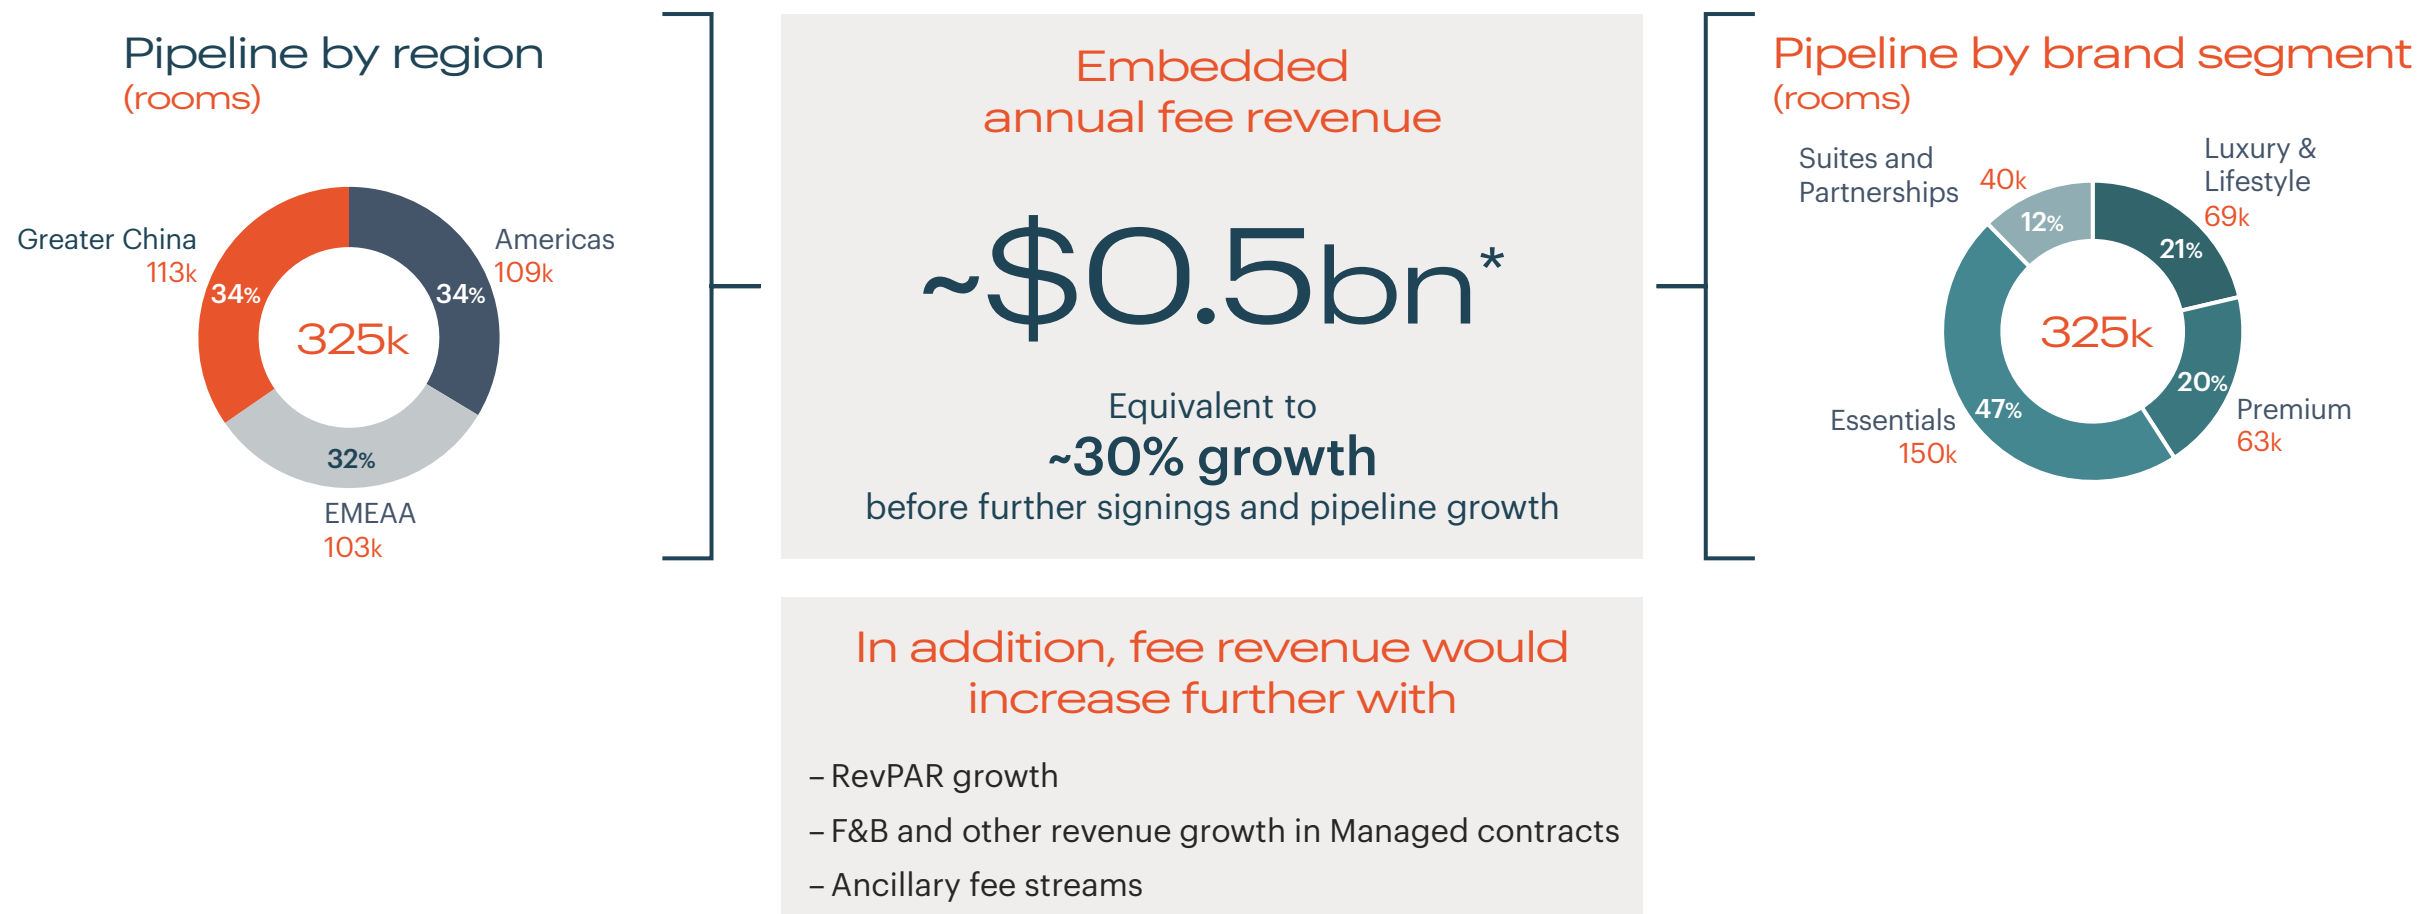 Pipeline by region
(rooms)
Greater China
113k
34%
Americas
109k
34%
325k
32%
EMEAA
103k
Embedded
annual fee revenue
~$0.5bn*
Equivalent to
~30% growth
before further signings and pipeline growth
Pipeline by brand segment
(rooms)
Suites and
Partnerships
40k
12%
Luxury &
Lifestyle
69k
21%
325k
20%
Premium
63k
Essentials
150k
47%
In addition, fee revenue would
increase further with
– RevPAR growth
– F&B and other revenue growth in Managed contracts
– Ancillary fee streams